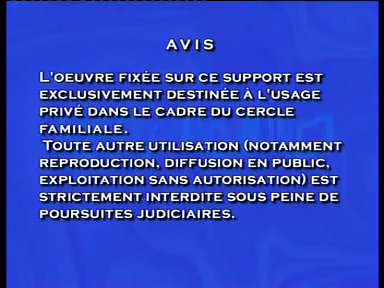 AVIS
L'OEUVRE FIXÉE SUR CE SUPPORT EST
EXCLUSIVEMENT DESTINÉE À L'USAGE
PRIVÉ DANS LE CADRE DU CERCLE
FAMILIALE.
TOUTE AUTRE UTILISATION (NOTAMMENT
REPRODUCTION, DIFFUSION EN PUBLIC,
EXPLOITATION SANS AUTORISATION) EST
STRICTEMENT INTERDITE SOUS PEINE DE
POURSUITES JUDICIAIRES.